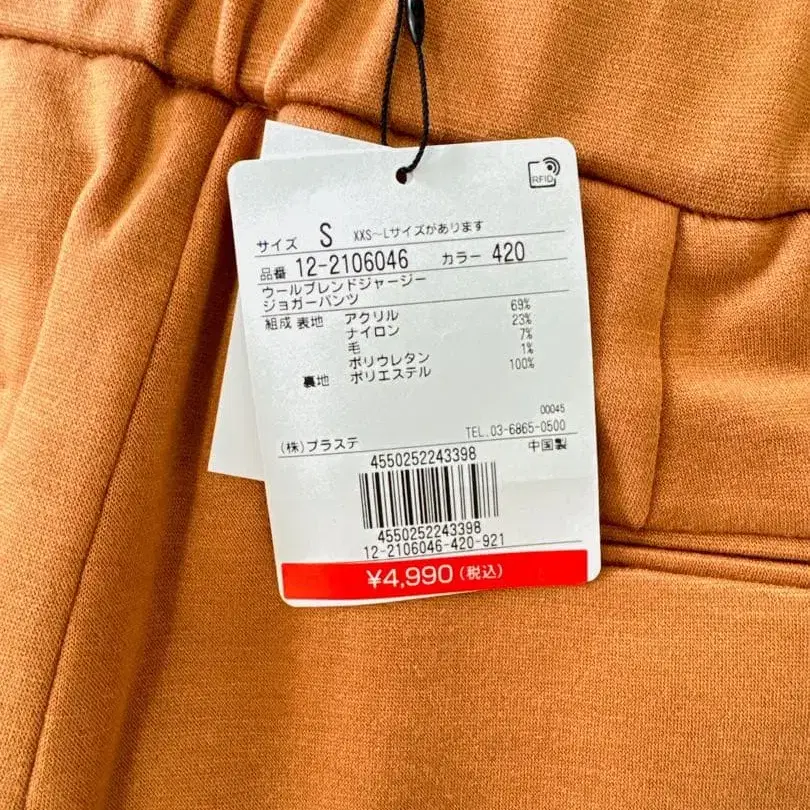 RFID
サイズ S XXS～Lサイズがあります
品番 12-2106046 カラー 420
ウールブレンドジャージー
ジョガーパンツ
組成 表地 アクリル 69%
ナイロン 23%
毛 7%
ポリウレタン 1%
裏地 ポリエステル 100%
00045
TEL.03-6865-0500
(株)プラステ 中国製
4550252243398
4550252243398
12-2106046-420-921
¥4,990(税込)